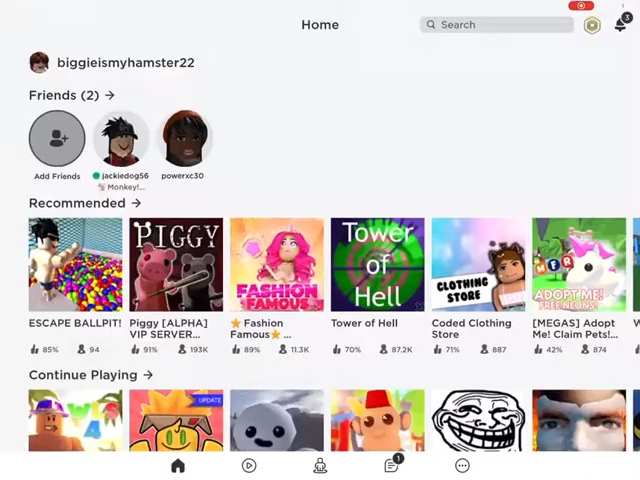 Home
Search
3
biggieismyhamster22
Friends (2) →
Add Friends
jackiedog56
Monkey!...
powerxc30
Recommended →
PIGGY
FASHION
FAMOUS
Tower
of
Hell
CLOTHING
STORE
MFR
ADOPT ME!
FREE NEONS!
ESCAPE BALLPIT!
85% 94
Piggy [ALPHA]
VIP SERVER...
91% 193K
⭐ Fashion
Famous⭐ ...
89% 11.3K
Tower of Hell
70% 87.2K
Coded Clothing
Store
71% 887
[MEGAS] Adopt
Me! Claim Pets!...
42% 874
Continue Playing →
UPDATE
1